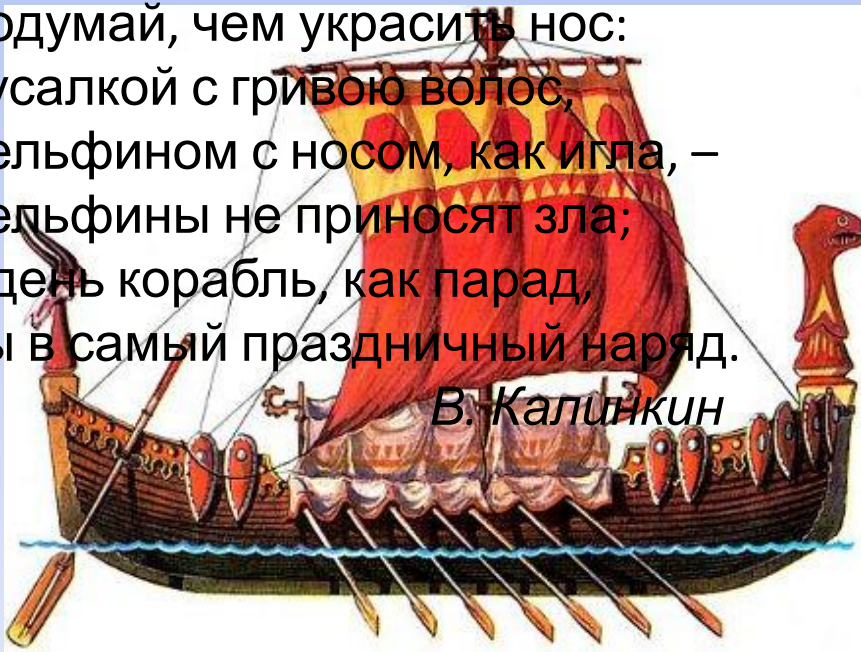 одумай, чем украсить нос:
усалкой с гривою волос,
ельфином с носом, как игла, –
ельфины не приносят зла;
день корабль, как парад,
ы в самый праздничный наряд.
В. Калинкин